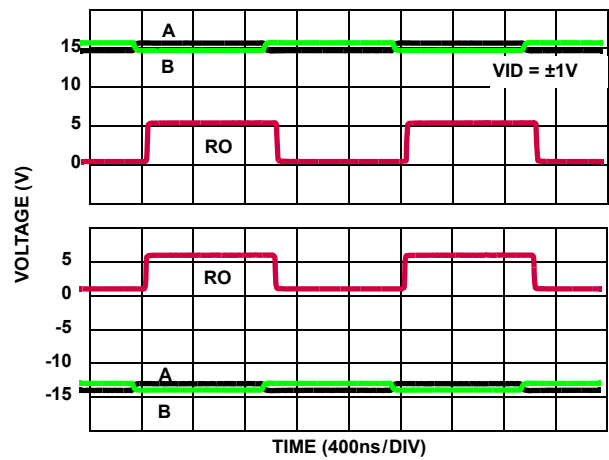 15
A
B
VID = ±1V
10
5
RO
0
VOLTAGE (V)
5
RO
0
-5
-10
A
-15
B
TIME (400ns/DIV)